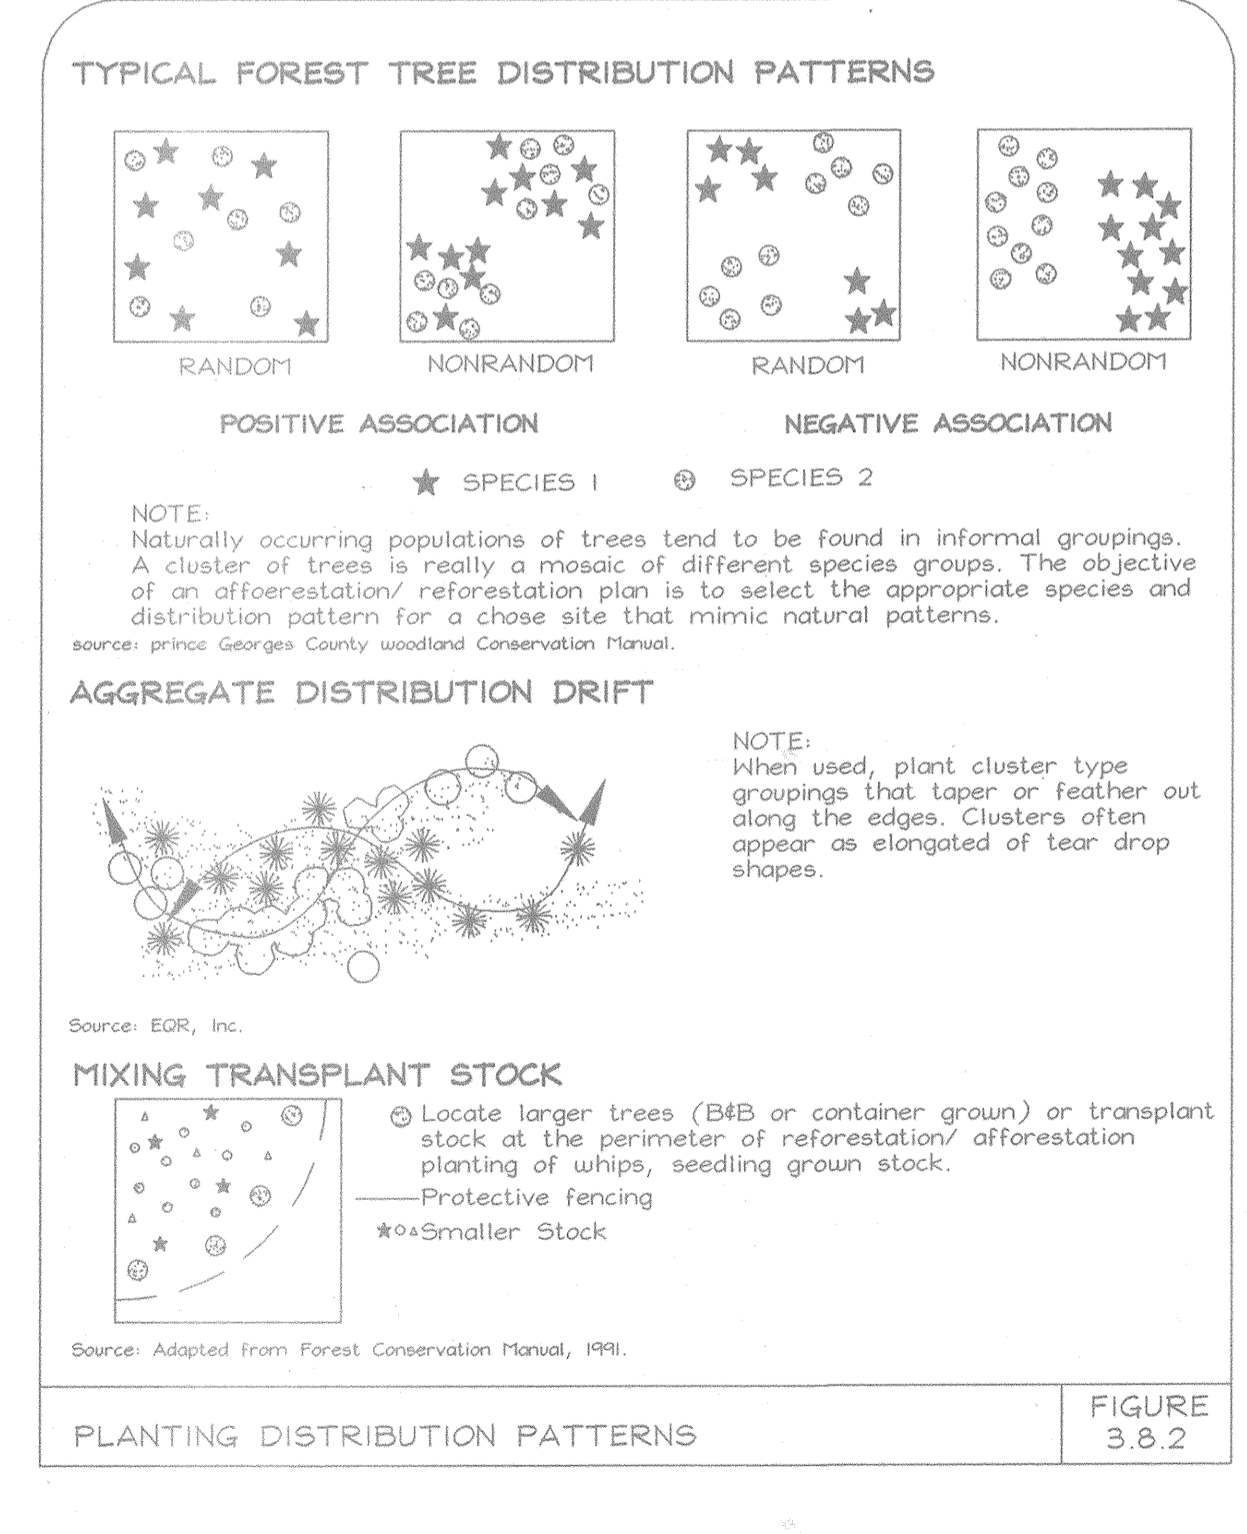 TYPICAL FOREST TREE DISTRIBUTION PATTERNS
RANDOM
NONRANDOM
RANDOM
NONRANDOM
POSITIVE ASSOCIATION
NEGATIVE ASSOCIATION
SPECIES 1
SPECIES 2
NOTE:
Naturally occurring populations of trees tend to be found in informal groupings.
A cluster of trees is really a mosaic of different species groups. The objective
of an affoerestation/ reforestation plan is to select the appropriate species and
distribution pattern for a chose site that mimic natural patterns.
source: prince Georges County woodland Conservation Manual.
AGGREGATE DISTRIBUTION DRIFT
NOTE:
When used, plant cluster type
groupings that taper or feather out
along the edges. Clusters often
appear as elongated of tear drop
shapes.
Source: EQR, Inc.
MIXING TRANSPLANT STOCK
Locate larger trees (B&B or container grown) or transplant
stock at the perimeter of reforestation/ afforestation
planting of whips, seedling grown stock.
Protective fencing
Smaller Stock
Source: Adapted from Forest Conservation Manual, 1991.
PLANTING DISTRIBUTION PATTERNS
FIGURE
3.8.2